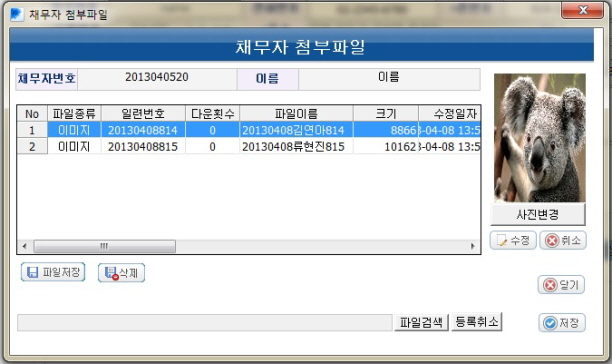 채무자 첨부파일
채무자 첨부파일
채무자번호 2013040520 이름 이름
No 파일종류 일련번호 다운횟수 파일이름 크기 수정일자
1 이미지 20130408814 0 20130408김연아814 8866 3-04-08 13:5
2 이미지 20130408815 0 20130408류현진815 10162 3-04-08 13:5
사진변경
수정 취소
파일저장 삭제
닫기
파일검색 등록취소 저장